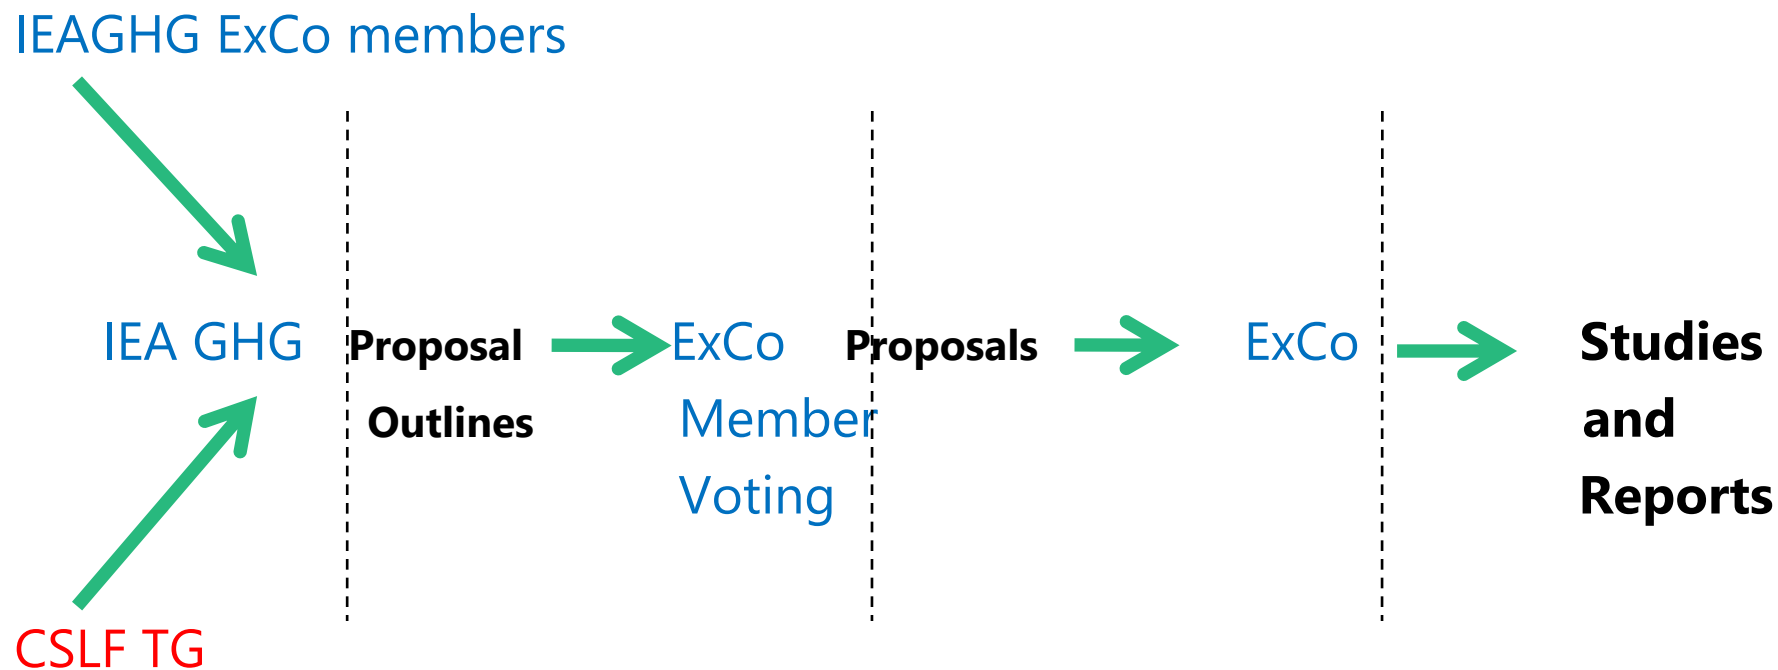 IEAGHG ExCo members
IEA GHG
Proposal
Outlines
ExCo
Member
Voting
Proposals
ExCo
Studies
and
Reports
CSLF TG